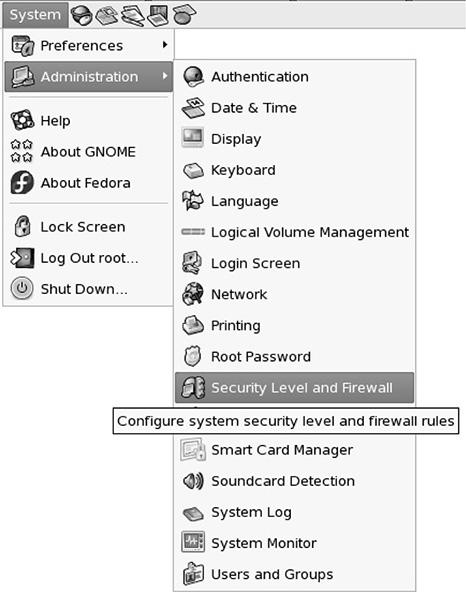 System
Preferences
Administration
Help
About GNOME
About Fedora
Lock Screen
Log Out root...
Shut Down...
Authentication
Date & Time
Display
Keyboard
Language
Logical Volume Management
Login Screen
Network
Printing
Root Password
Security Level and Firewall
Configure system security level and firewall rules
Smart Card Manager
Soundcard Detection
System Log
System Monitor
Users and Groups